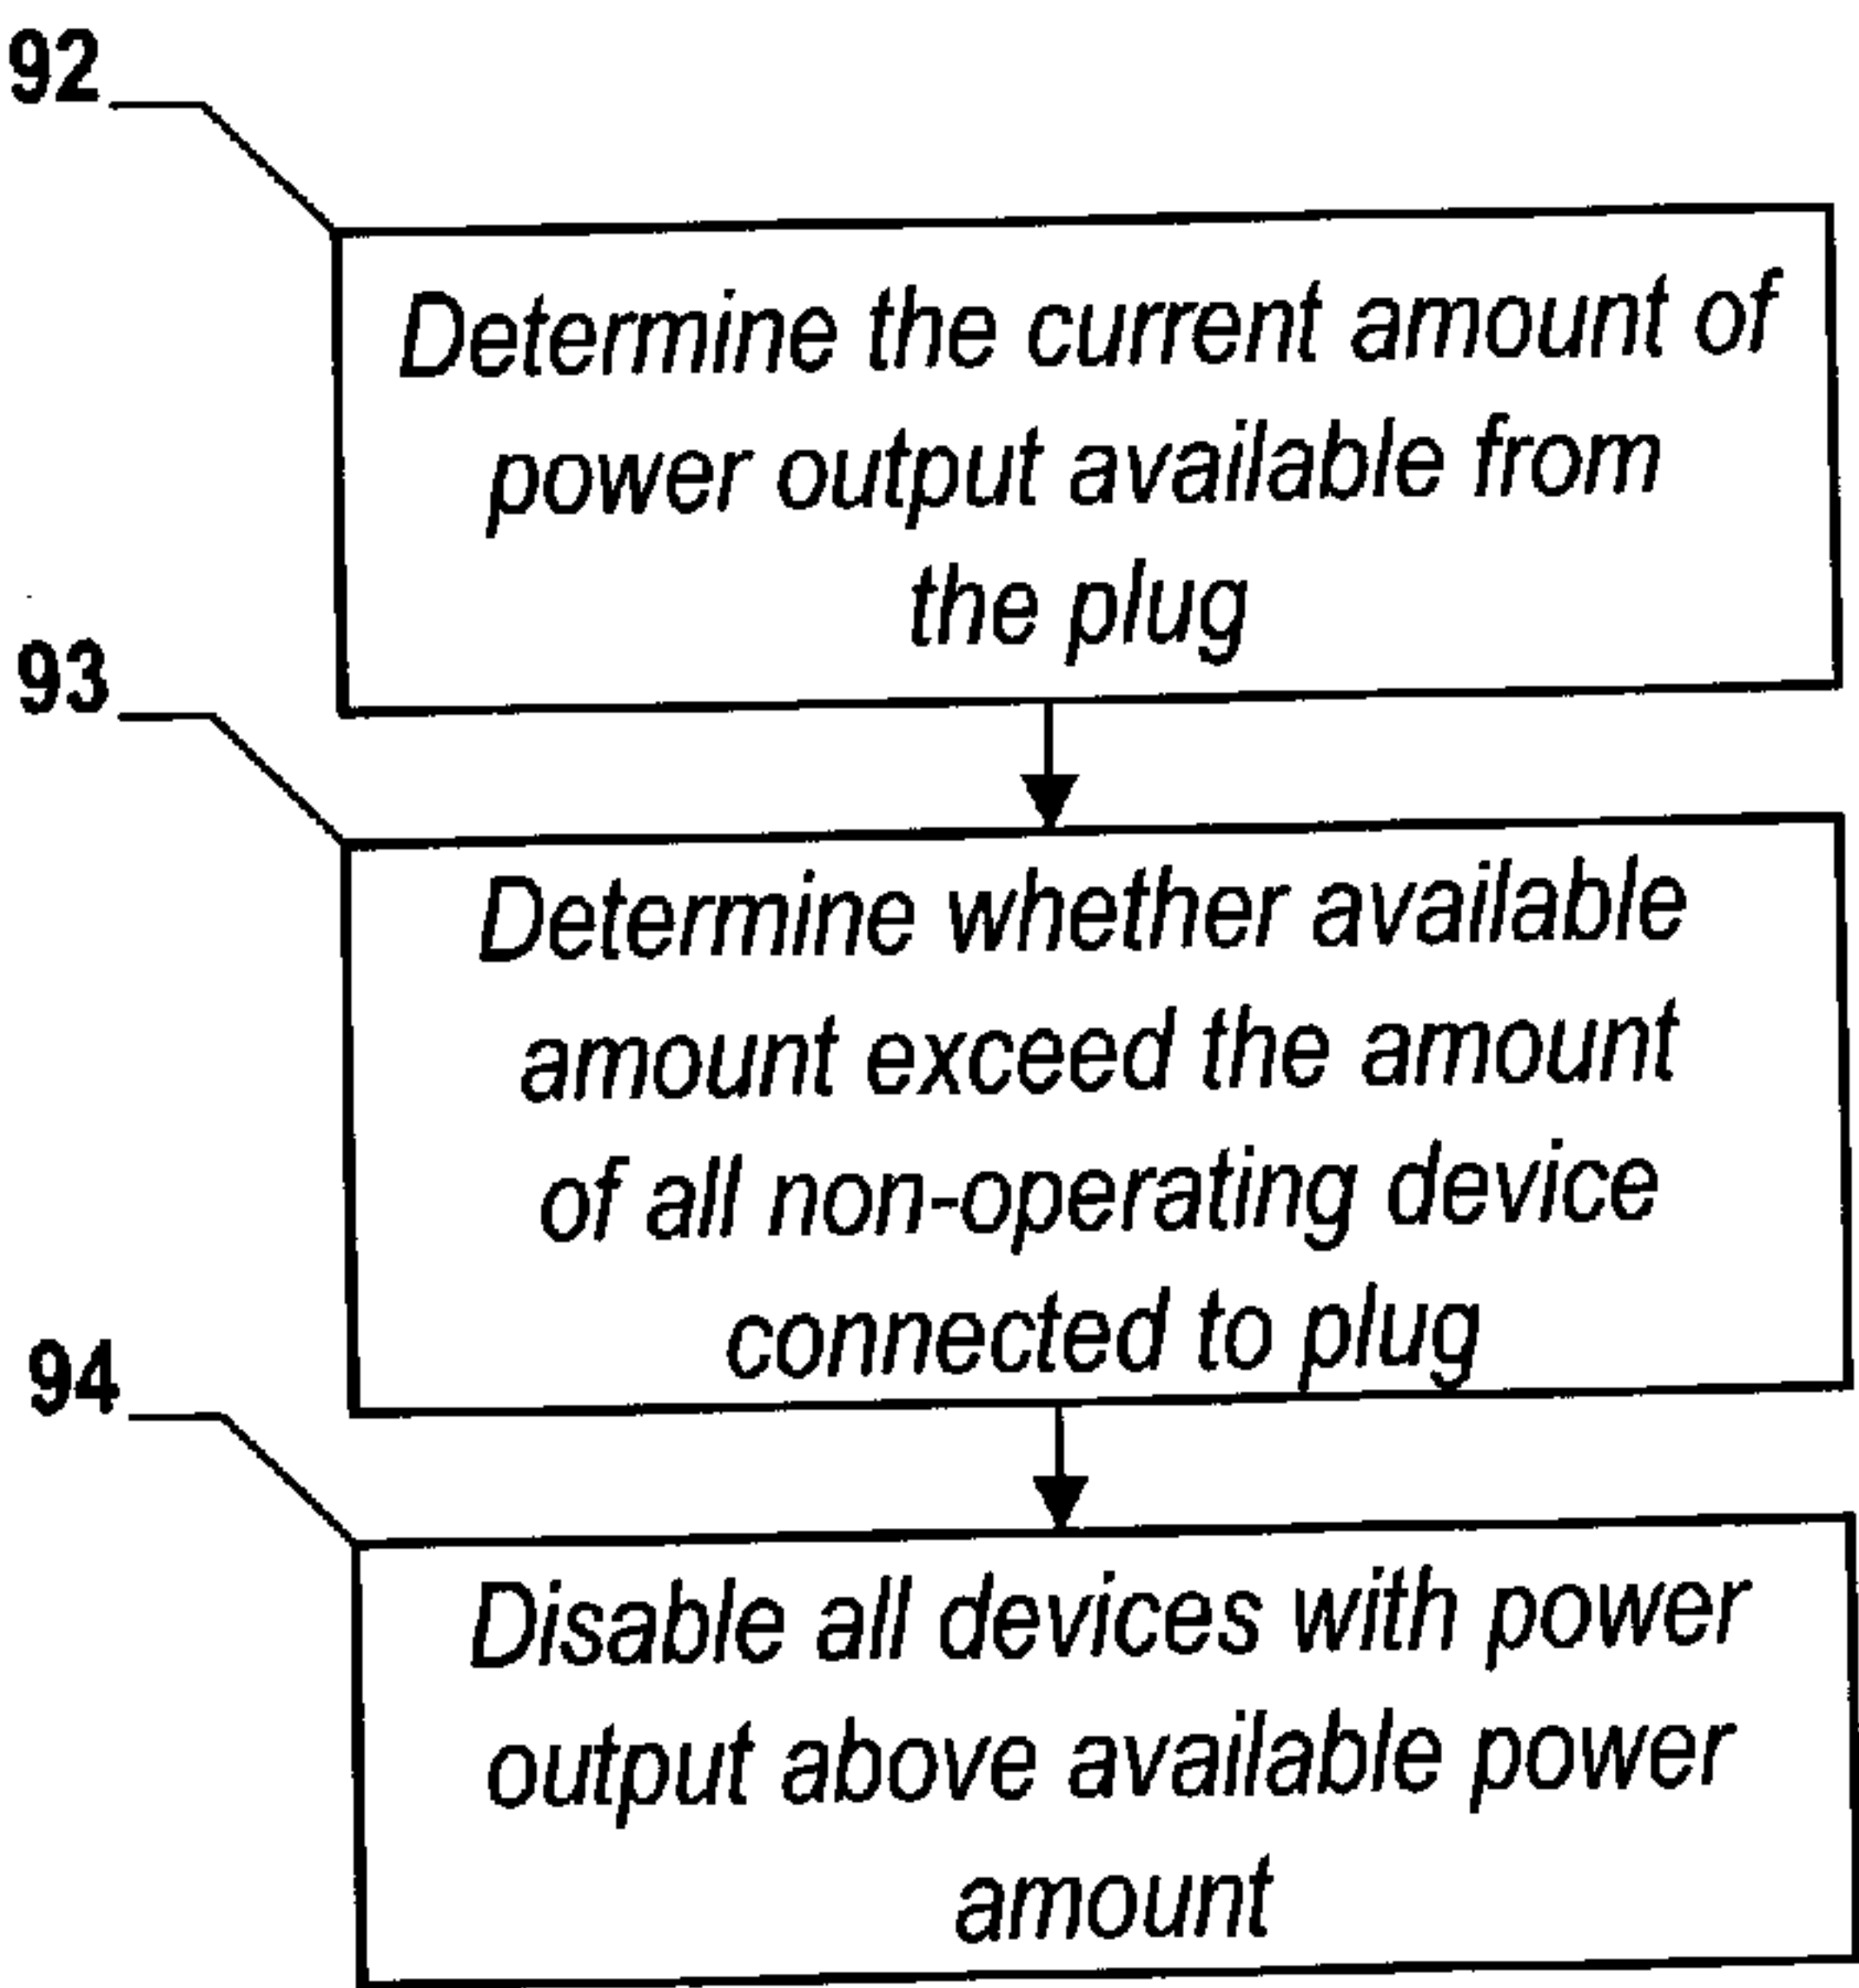 92
Determine the current amount of
power output available from
the plug
93
Determine whether available
amount exceed the amount
of all non-operating device
connected to plug
94
Disable all devices with power
output above available power
amount